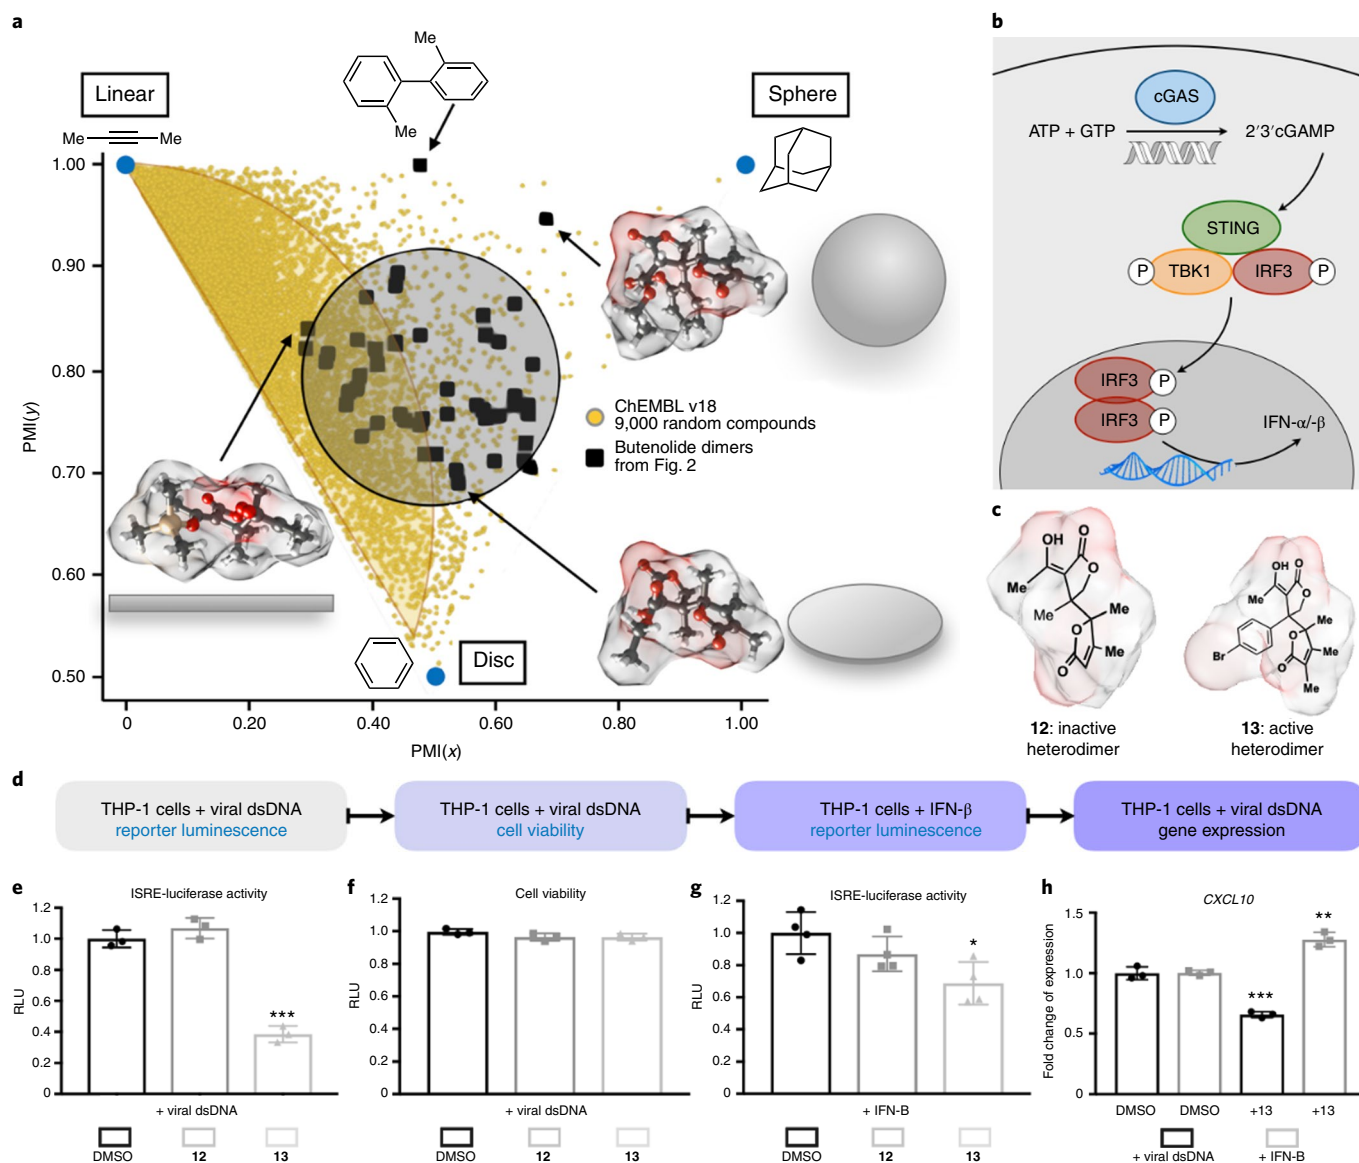 a
Linear
Me
Me
Me
Me
Sphere
PMI(y)
1.00
0.90
0.80
0.70
0.60
0.50
0
0.20
0.40
0.60
0.80
1.00
PMI(x)
ChEMBL v18
9,000 random compounds
Butenolide dimers
from Fig. 2
Disc
b
cGAS
ATP + GTP
2′3′cGAMP
STING
P
TBK1
IRF3
P
IRF3
P
IRF3
P
IFN-α/-β
c
OH
O
O
Me
Me
Me
O
Me
O
12: inactive
heterodimer
OH
O
Me
O
Me
O
Me
Br
O
Me
13: active
heterodimer
d
THP-1 cells + viral dsDNA
reporter luminescence
THP-1 cells + viral dsDNA
cell viability
THP-1 cells + IFN-β
reporter luminescence
THP-1 cells + viral dsDNA
gene expression
e
ISRE-luciferase activity
RLU
1.2
1.0
0.8
0.6
0.4
0.2
0
***
+ viral dsDNA
DMSO
12
13
f
Cell viability
RLU
1.2
1.0
0.8
0.6
0.4
0.2
0
+ viral dsDNA
DMSO
12
13
g
ISRE-luciferase activity
RLU
1.2
1.0
0.8
0.6
0.4
0.2
0
*
+ IFN-B
DMSO
12
13
h
CXCL10
Fold change of expression
1.5
1.0
0.5
0
***
**
DMSO
DMSO
+13
+13
+ viral dsDNA
+ IFN-B